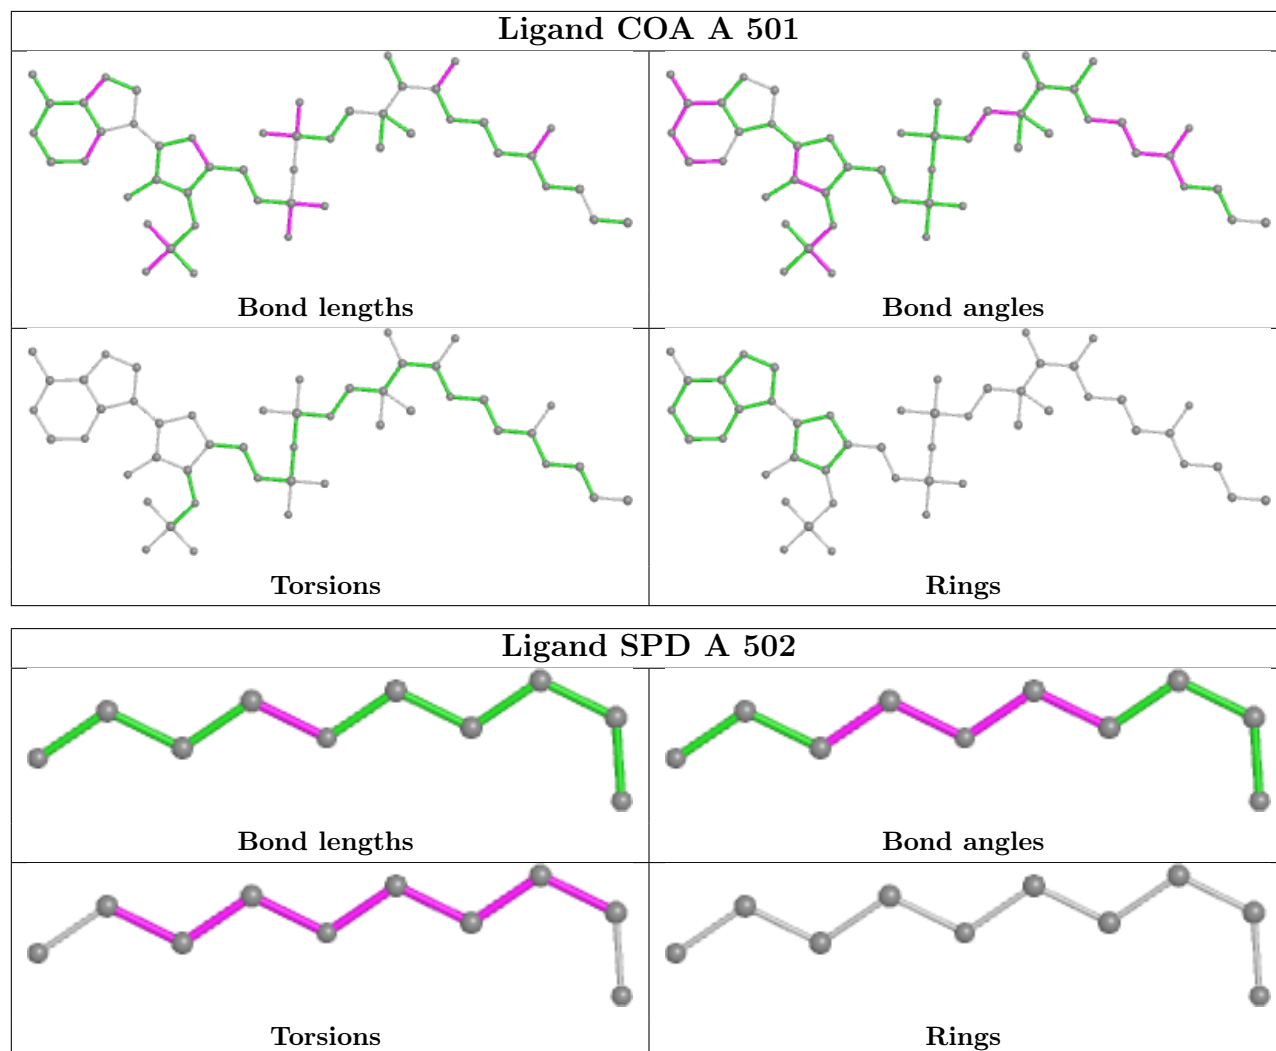 Ligand COA A 501
Bond lengths
Bond angles
Torsions
Rings
Ligand SPD A 502
Bond lengths
Bond angles
Torsions
Rings